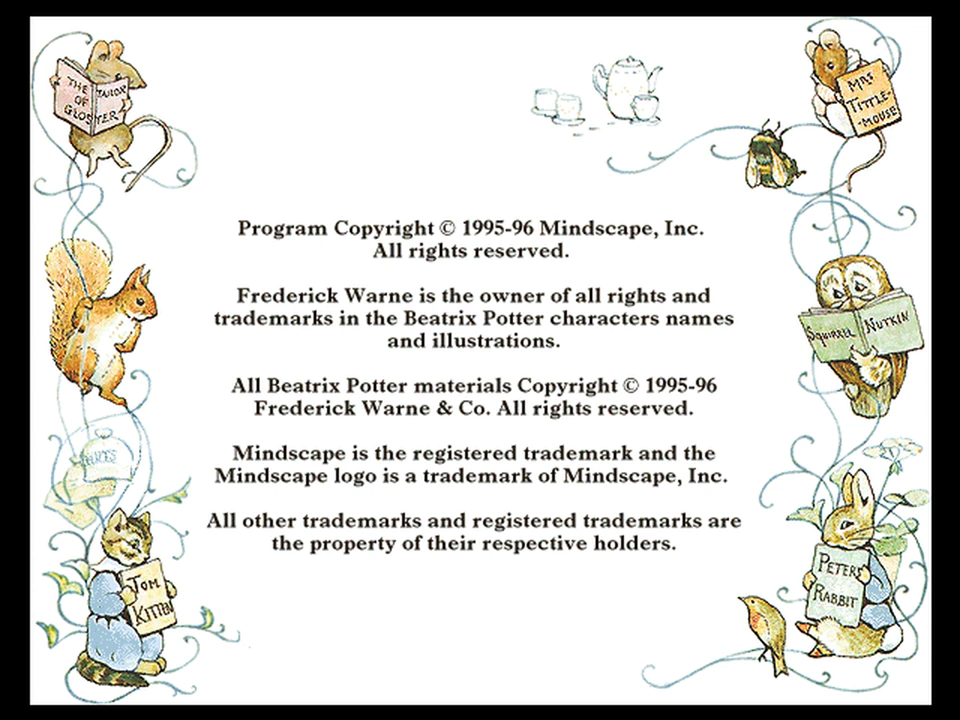 THE TAILOR
OF
GLOSTER
MRS
TITTLE-
-MOUSE
Program Copyright © 1995-96 Mindscape, Inc.
All rights reserved.
Frederick Warne is the owner of all rights and
trademarks in the Beatrix Potter characters names
and illustrations.
SQUIRREL NUTKIN
All Beatrix Potter materials Copyright © 1995-96
Frederick Warne & Co. All rights reserved.
Mindscape is the registered trademark and the
Mindscape logo is a trademark of Mindscape, Inc.
All other trademarks and registered trademarks are
the property of their respective holders.
TOM
KITTEN
PETER
RABBIT